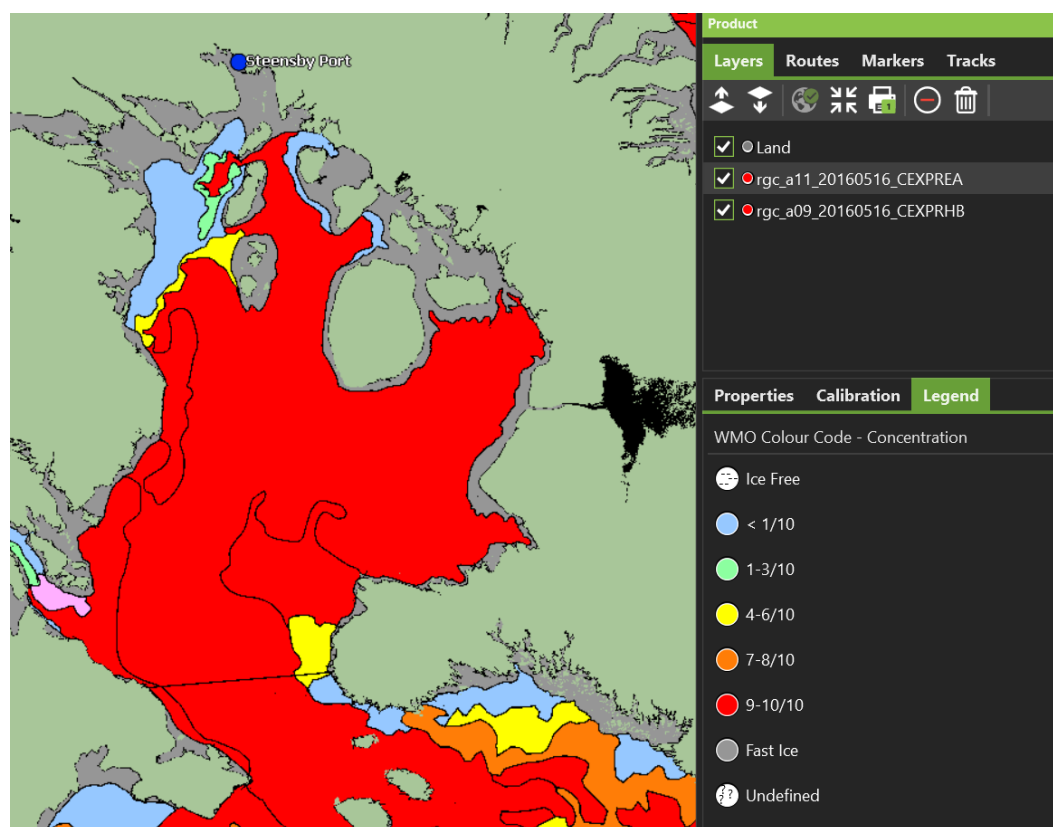 Steensby Port
Product
Layers Routes Markers Tracks
E 1
Land
rgc_a11_20160516_CEXPREA
rgc_a09_20160516_CEXPRHB
Properties Calibration Legend
WMO Colour Code - Concentration
Ice Free
< 1/10
1-3/10
4-6/10
7-8/10
9-10/10
Fast Ice
? Undefined